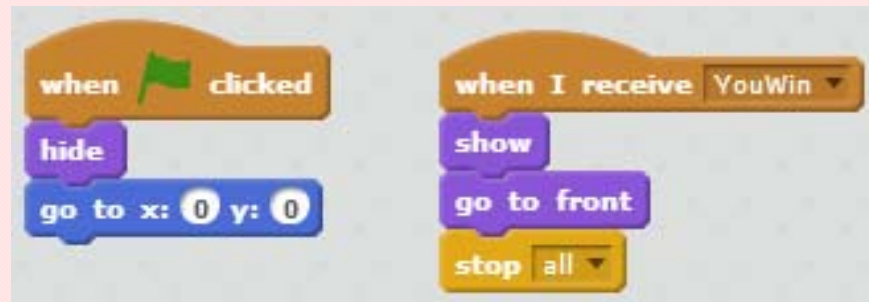 when clicked
hide
go to x: 0 y: 0
when I receive YouWin
show
go to front
stop all